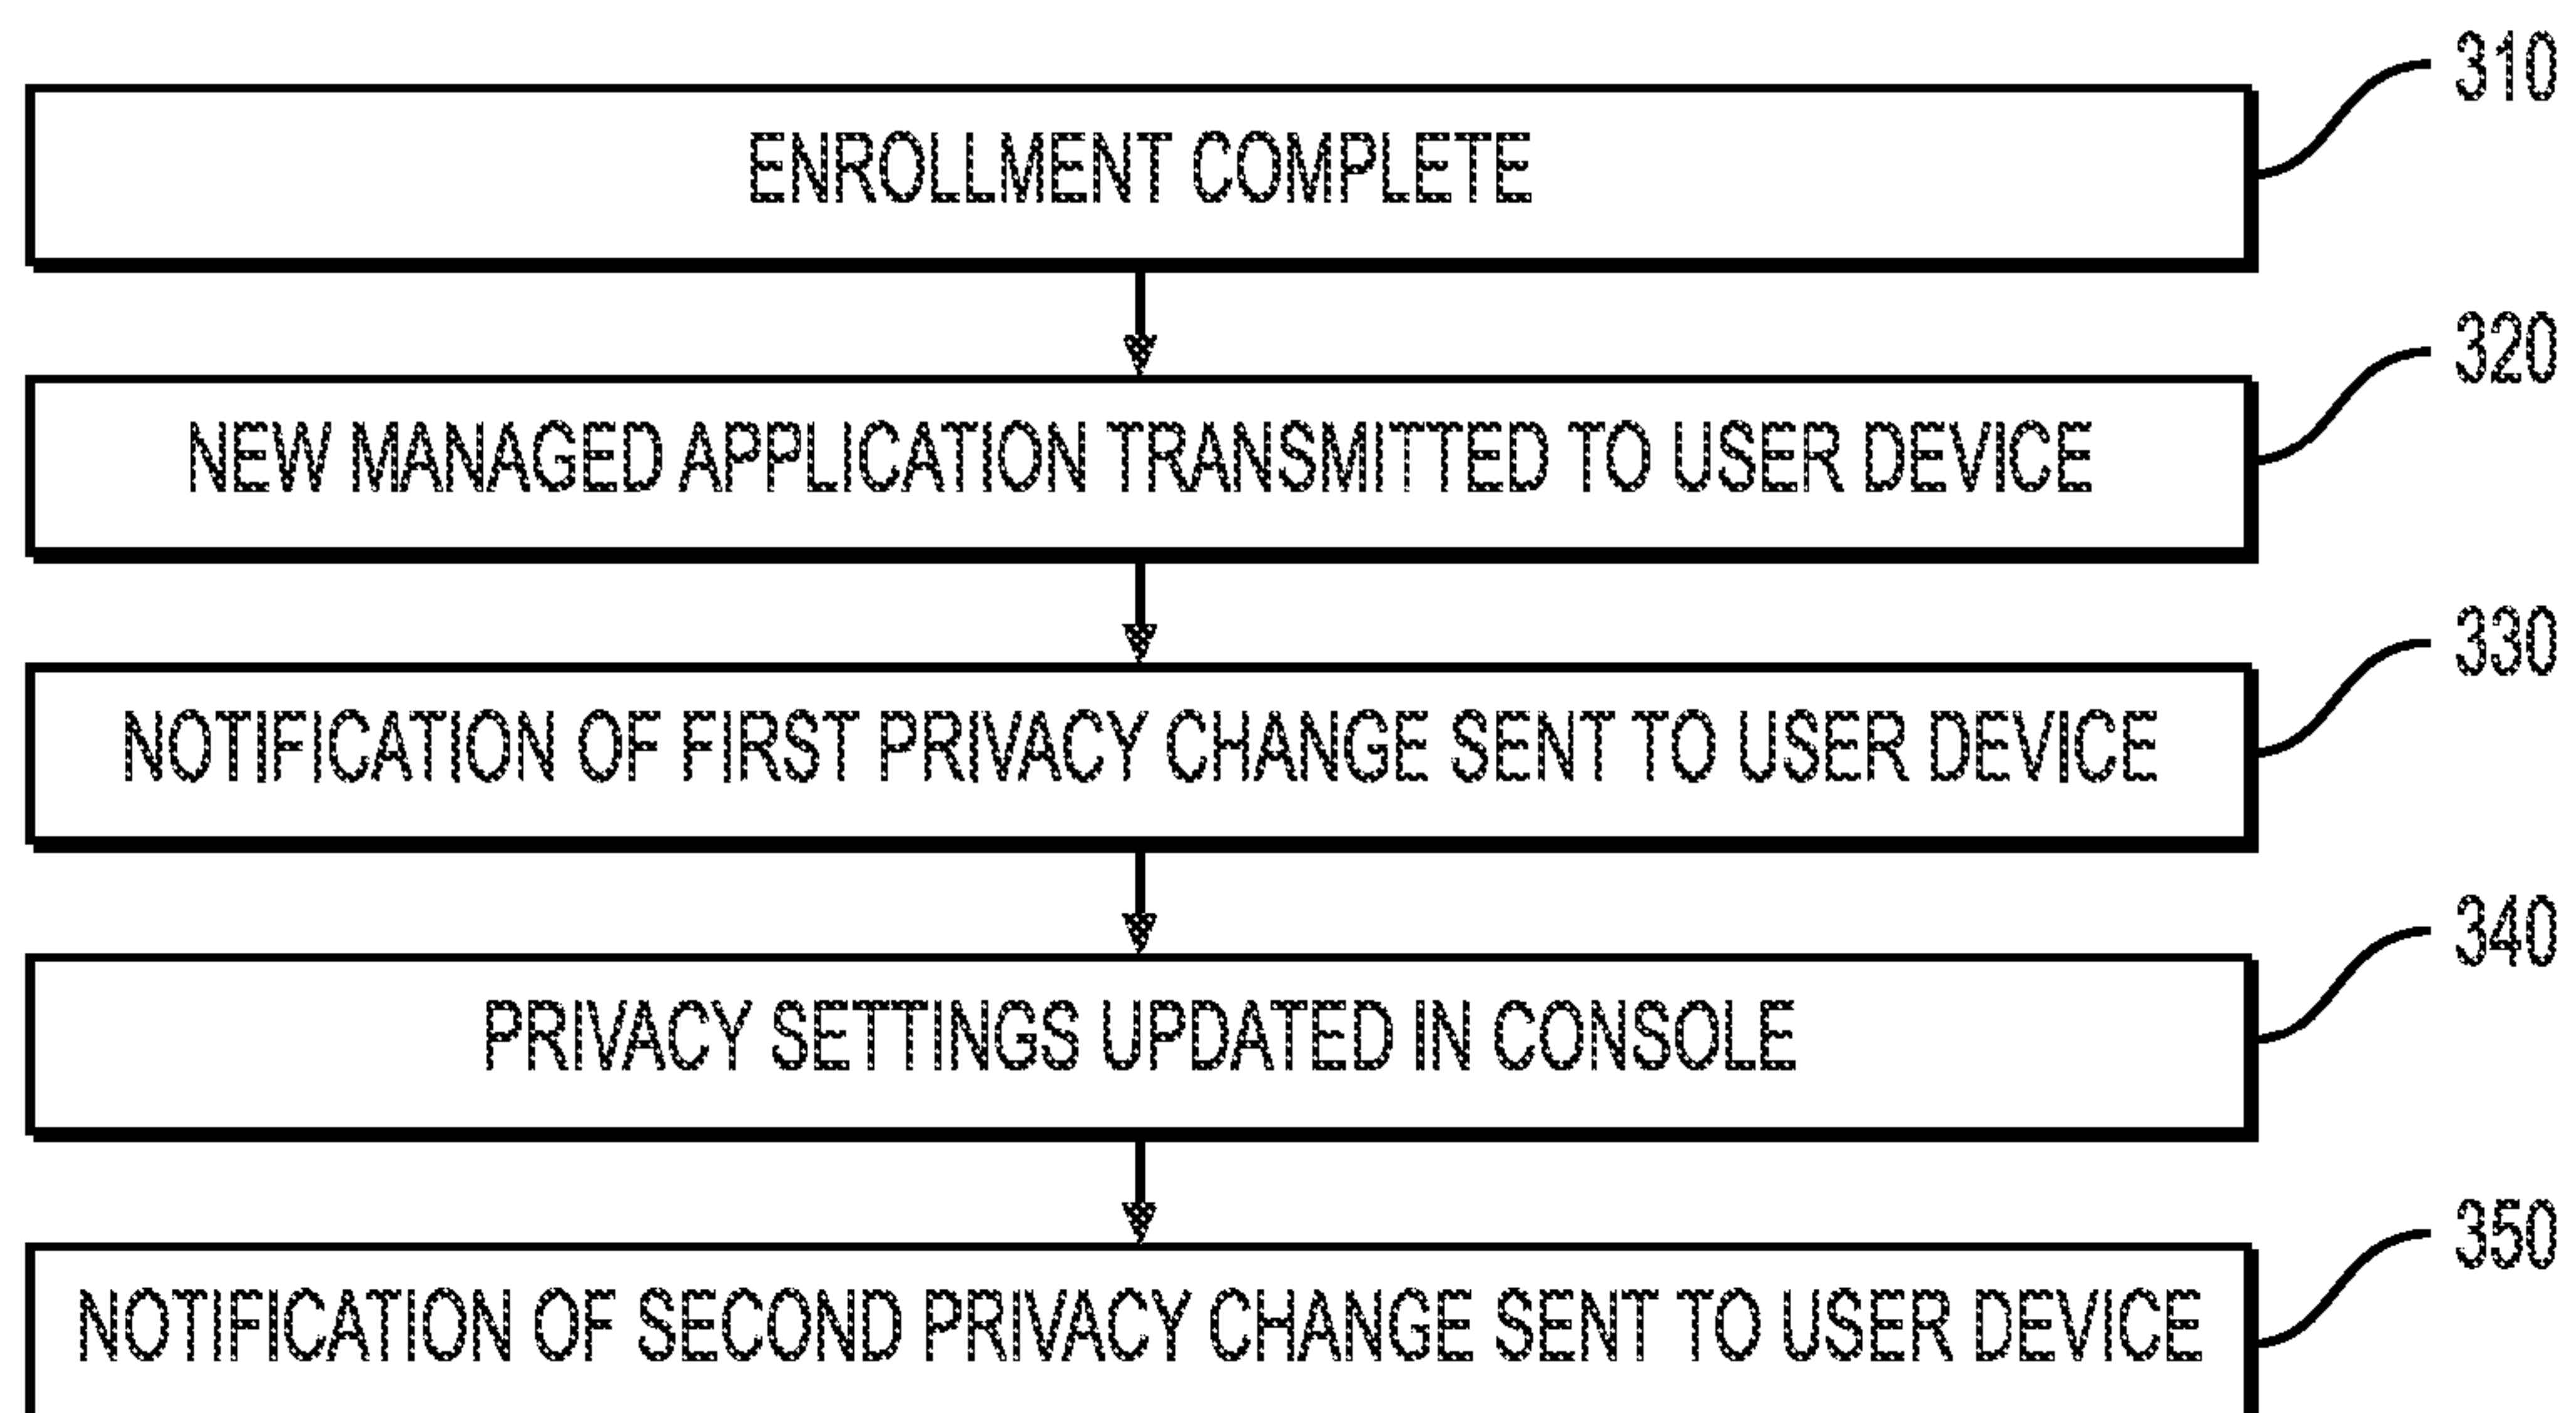 310
ENROLLMENT COMPLETE
320
NEW MANAGED APPLICATION TRANSMITTED TO USER DEVICE
330
NOTIFICATION OF FIRST PRIVACY CHANGE SENT TO USER DEVICE
340
PRIVACY SETTINGS UPDATED IN CONSOLE
350
NOTIFICATION OF SECOND PRIVACY CHANGE SENT TO USER DEVICE